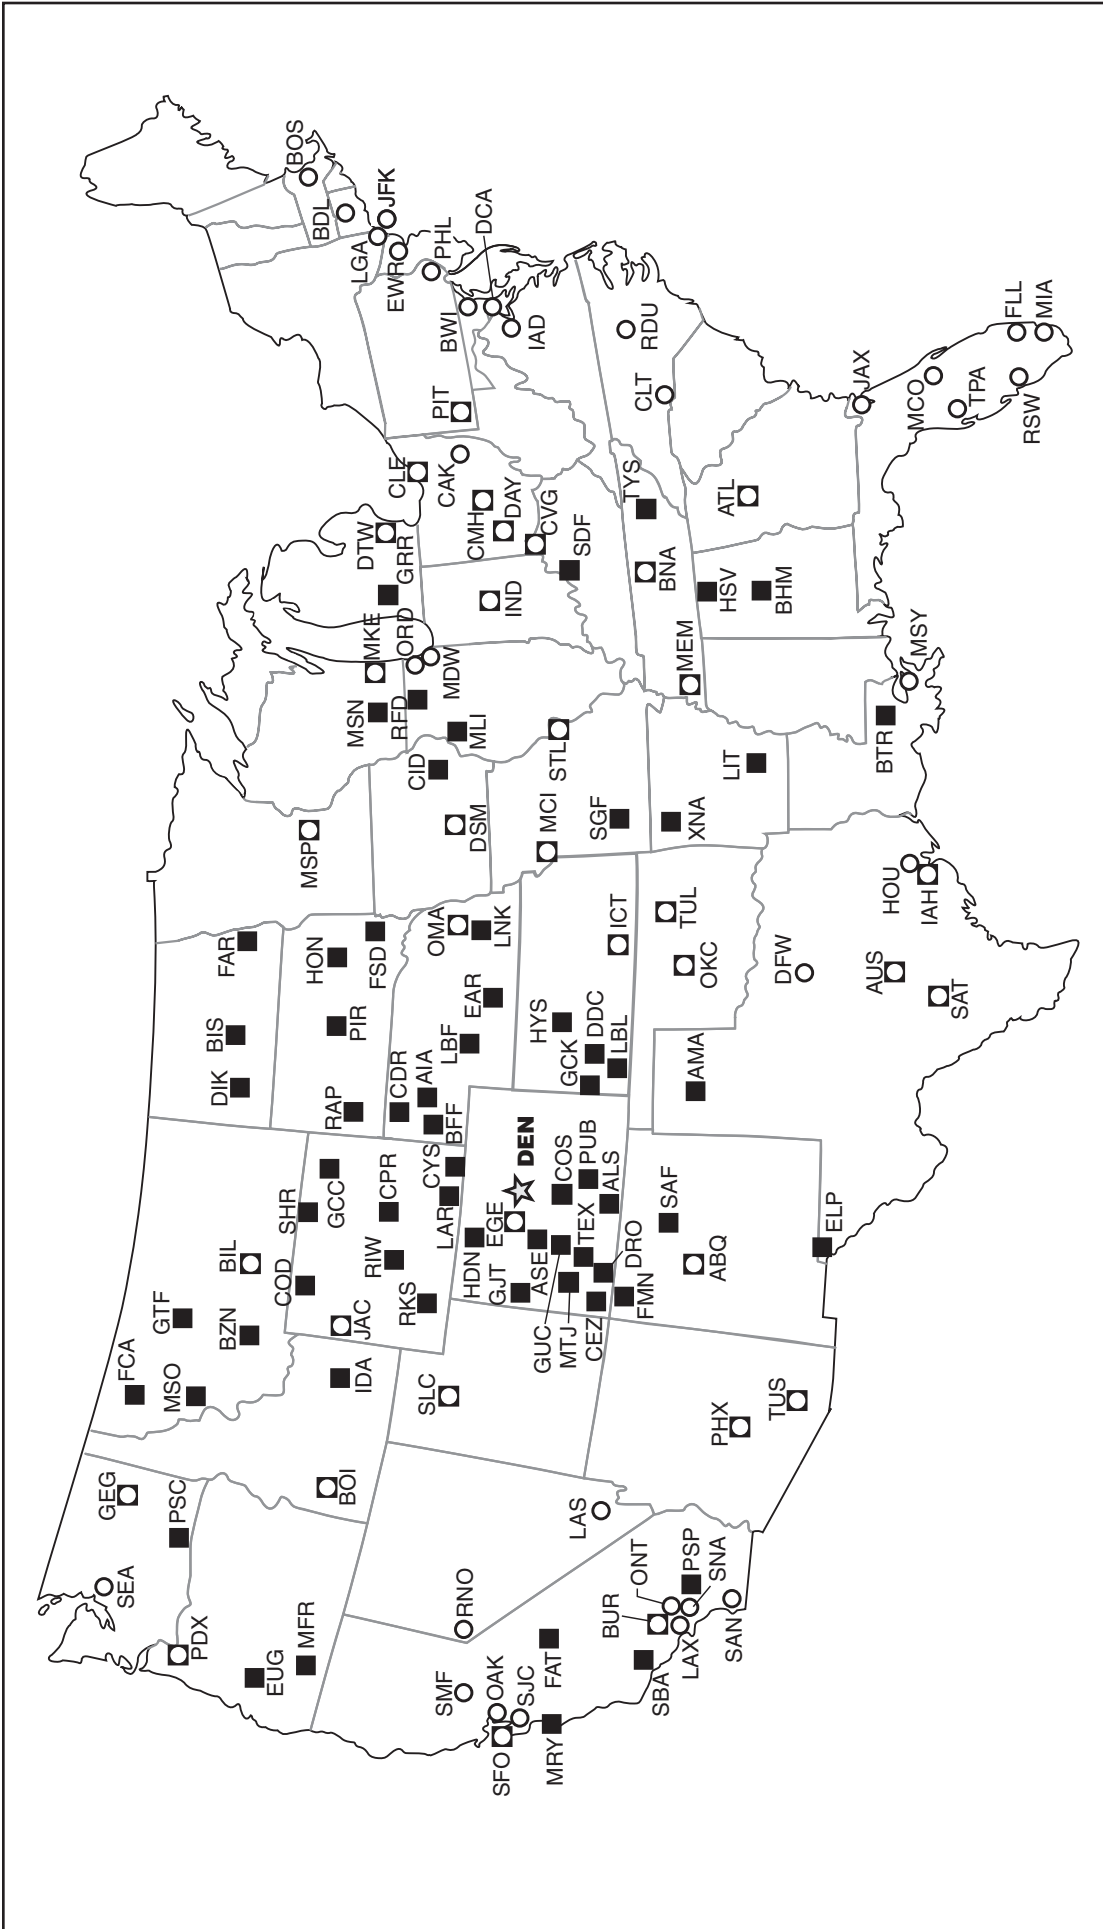 SEA
GEG
PSC
PDX
EUG
MFR
BOI
IDA
FCA
MSO
GTF
BZN
BIL
COD
SHR
GCC
JAC
RIW
CPR
RKS
LAR
CYS
DIK
BIS
FAR
RAP
PIR
HON
FSD
CDR
AIA
BFF
LBF
EAR
OMA
LNK
MSP
CID
DSM
MSN
RFD
MLI
MKE
ORD
MDW
GRR
DTW
CLE
CAK
CMH
DAY
CVG
IND
SDF
PIT
BOS
BDL
LGA
JFK
EWR
PHL
BWI
DCA
IAD
RDU
CLT
TYS
BNA
MEM
HSV
BHM
ATL
JAX
MCO
TPA
RSW
FLL
MIA
MSY
BTR
LIT
XNA
SGF
STL
MCI
HYS
GCK
DDC
LBL
ICT
TUL
OKC
AMA
DFW
HOU
IAH
AUS
SAT
ELP
SAF
ABQ
FMN
DEN
EGE
HDN
GJT
ASE
COS
PUB
ALS
TEX
DRO
GUC
MTJ
CEZ
SLC
PHX
TUS
LAS
RNO
SMF
OAK
SJC
SFO
MRY
FAT
SBA
BUR
ONT
PSP
SNA
LAX
SAN